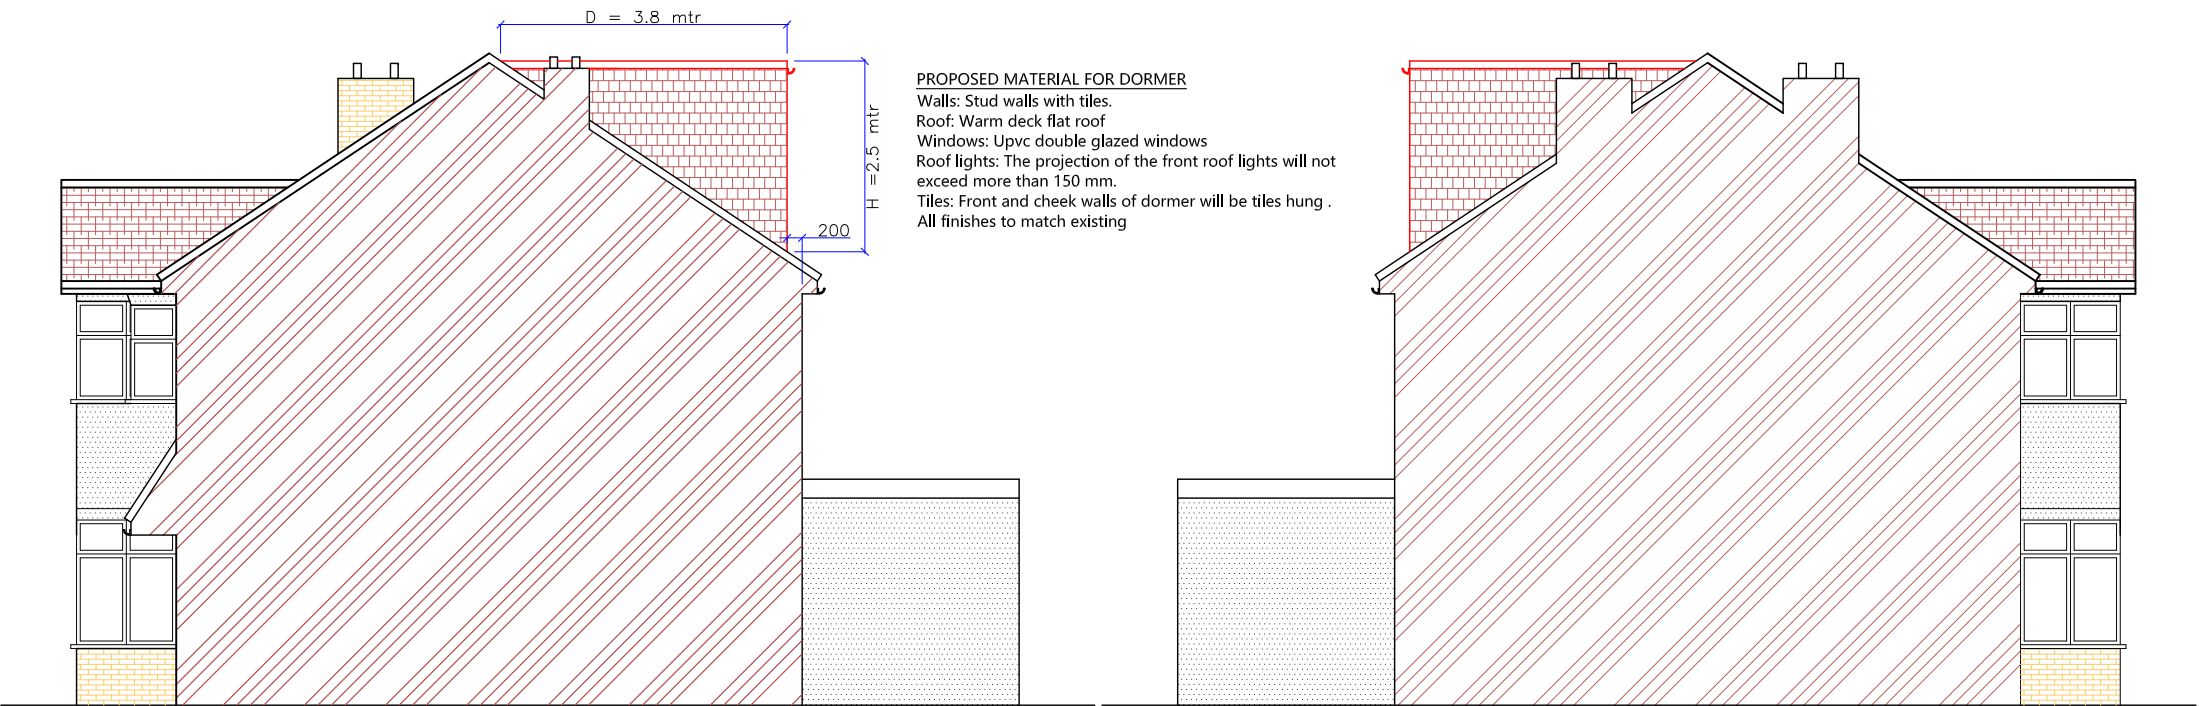 D = 3.8 mtr
H =2.5 mtr
200
PROPOSED MATERIAL FOR DORMER
Walls: Stud walls with tiles.
Roof: Warm deck flat roof
Windows: Upvc double glazed windows
Roof lights: The projection of the front roof lights will not
exceed more than 150 mm.
Tiles: Front and cheek walls of dormer will be tiles hung .
All finishes to match existing